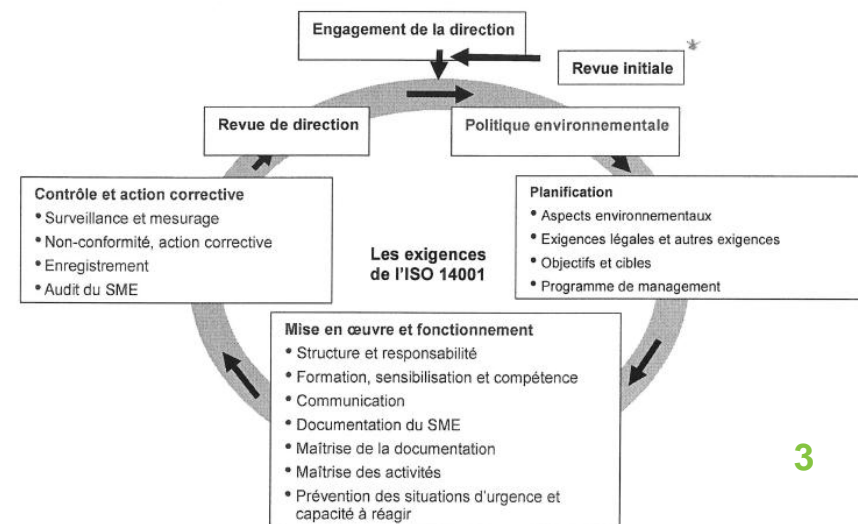 Engagement de la direction
Revue initiale
*
Revue de direction
Politique environnementale
Contrôle et action corrective
• Surveillance et mesurage
• Non-conformité, action corrective
• Enregistrement
• Audit du SME
Planification
• Aspects environnementaux
• Exigences légales et autres exigences
• Objectifs et cibles
• Programme de management
Les exigences
de l'ISO 14001
Mise en œuvre et fonctionnement
• Structure et responsabilité
• Formation, sensibilisation et compétence
• Communication
• Documentation du SME
• Maîtrise de la documentation
• Maîtrise des activités
• Prévention des situations d'urgence et
capacité à réagir
3